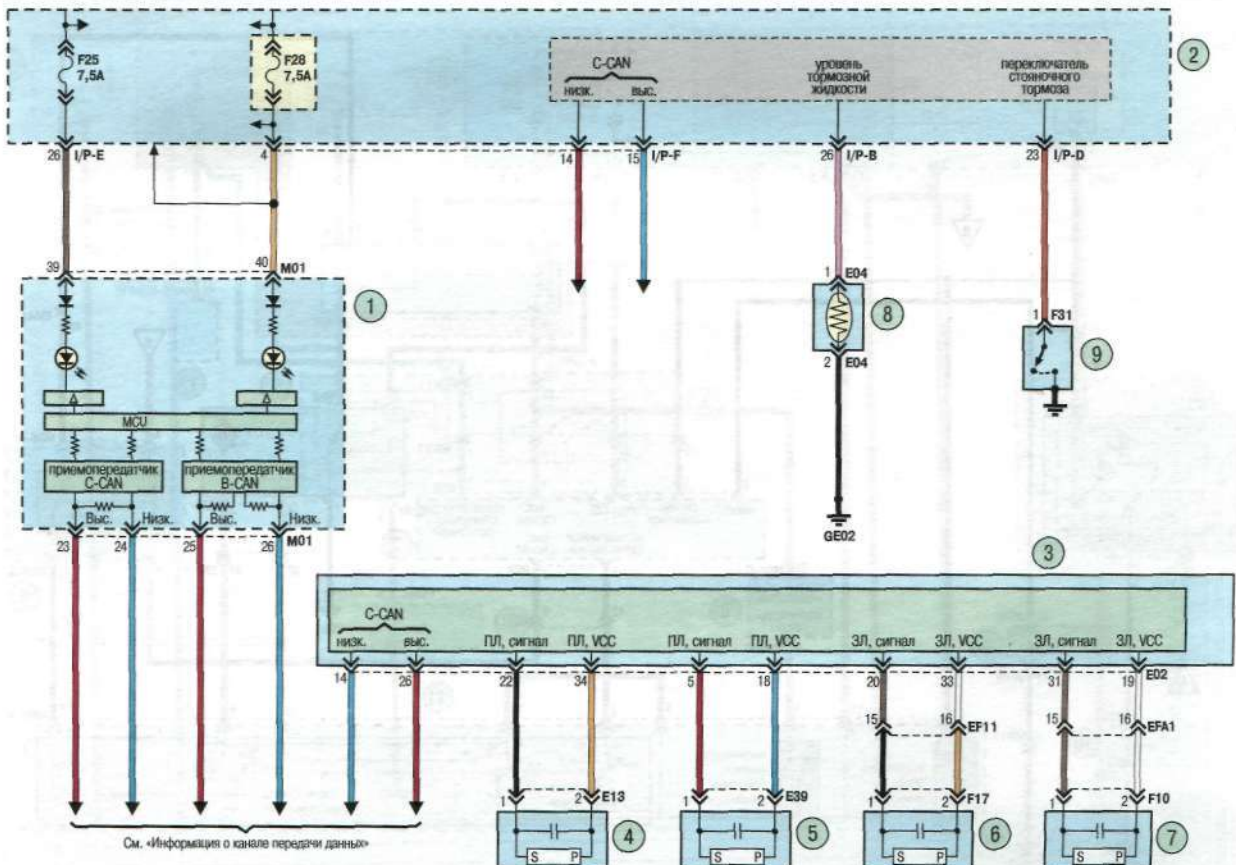 F25
7,5A
F28
7,5A
C-CAN
низк. выс.
уровень
тормозной
жидкости
переключатель
стояночного
тормоза
2
26 I/P-E 4 14 15 I/P-F 26 I/P-B 23 I/P-D
39 40 M01
1
1 E04
8
2 E04
1 F31
9
MCU
приемопередатчик
C-CAN
приемопередатчик
B-CAN
Выс. Низк. Выс. Низк.
23 24 25 26 M01
GE02
3
C-CAN
низк. выс. ПЛ, сигнал ПЛ, VCC ПЛ, сигнал ПЛ, VCC ЗЛ, сигнал ЗЛ, VCC ЗЛ, сигнал ЗЛ, VCC
14 26 22 34 5 18 20 33 31 19 E02
15 16 EF11 15 16 EFA1
1 2 E13 1 2 E39 1 2 F17 1 2 F10
4 5 6 7
S P S P S P S P
См. «Информация о канале передачи данных»